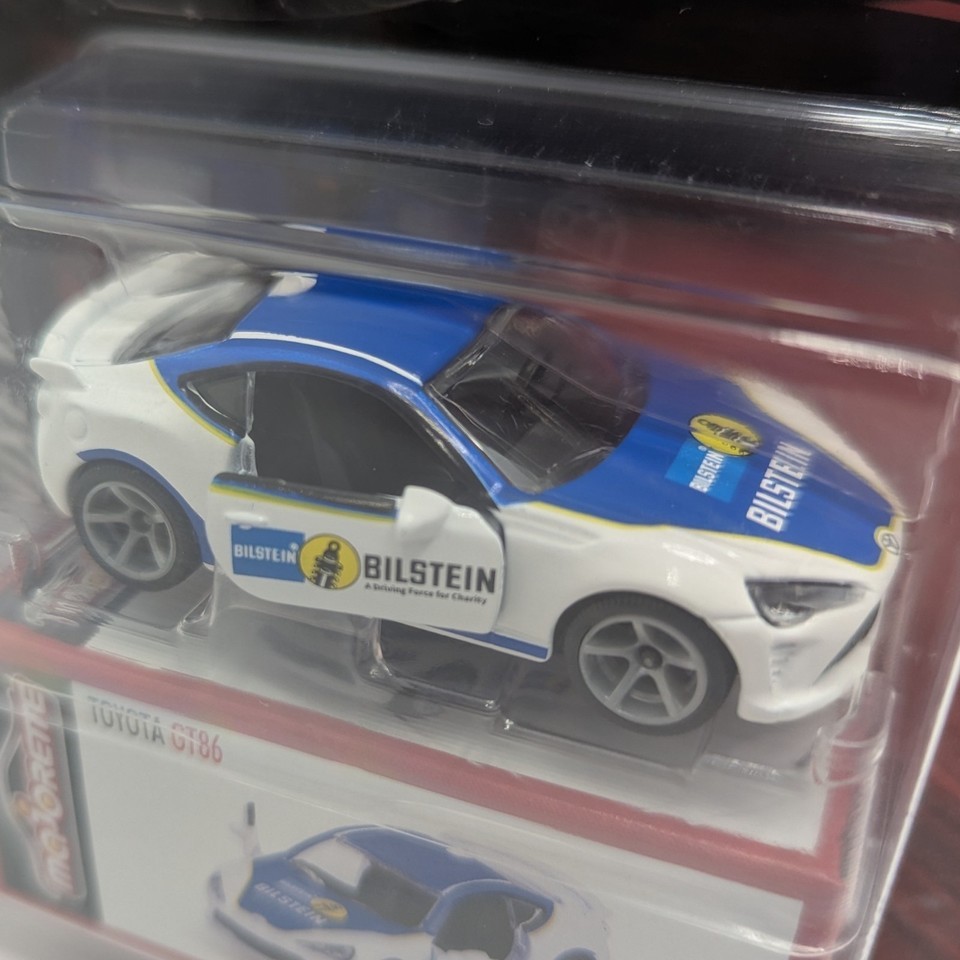 BILSTEIN
BILSTEIN
BILSTEIN
BILSTEIN
A Driving Force for Charity
majORETTE
TOYOTA GT86
BILSTEIN